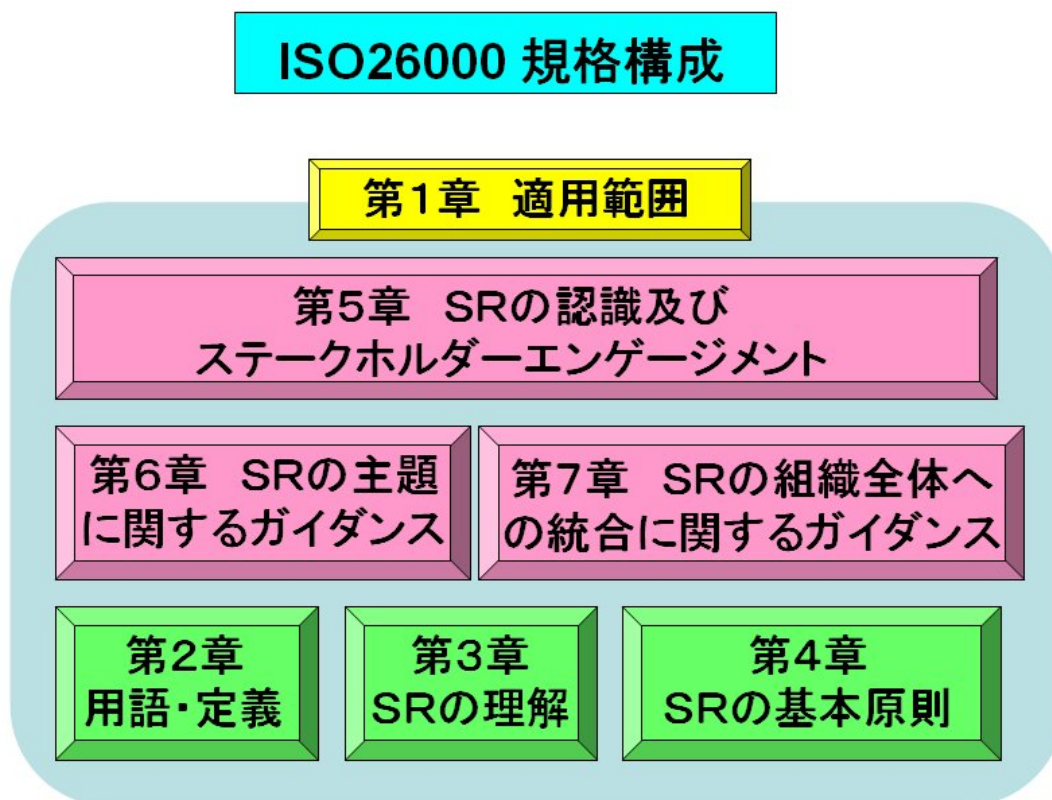 ISO26000 規格構成
第1章 適用範囲
第5章 SRの認識及び
ステークホルダーエンゲージメント
第6章 SRの主題
に関するガイダンス
第7章 SRの組織全体へ
の統合に関するガイダンス
第2章
用語・定義
第3章
SRの理解
第4章
SRの基本原則